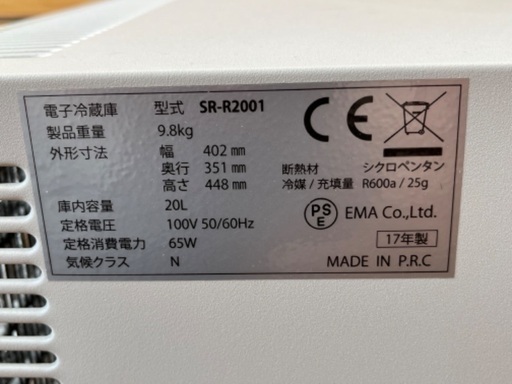 電子冷蔵庫 型式 SR-R2001
製品重量 9.8kg
外形寸法 幅 402㎜
奥行 351㎜
高さ 448㎜
庫内容量 20L
定格電圧 100V 50/60Hz
定格消費電力 65W
気候クラス N
CE
断熱材 シクロペンタン
冷媒/充填量 R600a/25g
PSE EMA Co.,Ltd.
17年製
MADE IN P.R.C